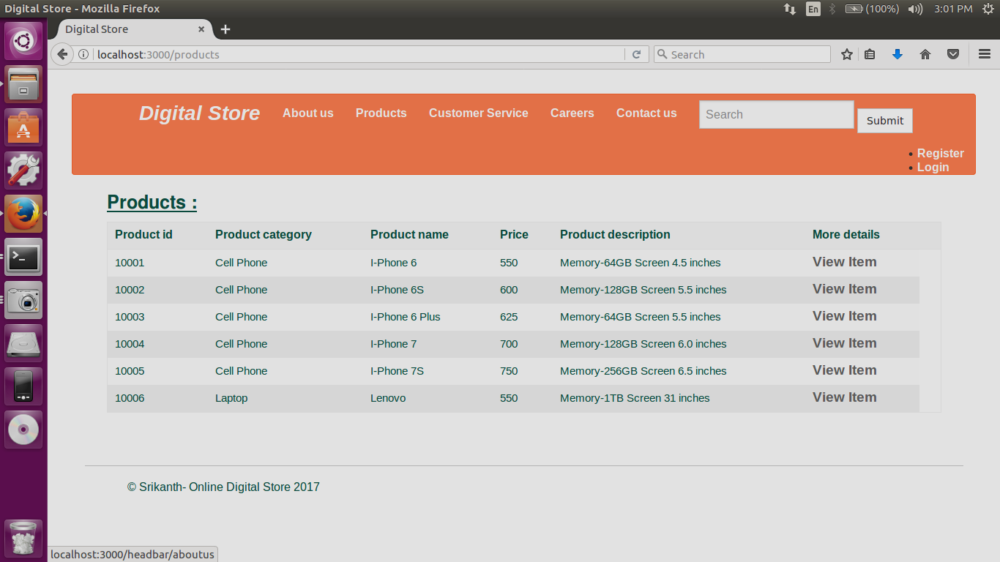 Digital Store - Mozilla Firefox En (100%) 3:01 PM
Digital Store
localhost:3000/products Search
Digital Store About us Products Customer Service Careers Contact us Search Submit
Register
Login
Products :
Product id Product category Product name Price Product description More details
10001 Cell Phone I-Phone 6 550 Memory-64GB Screen 4.5 inches View Item
10002 Cell Phone I-Phone 6S 600 Memory-128GB Screen 5.5 inches View Item
10003 Cell Phone I-Phone 6 Plus 625 Memory-64GB Screen 5.5 inches View Item
10004 Cell Phone I-Phone 7 700 Memory-128GB Screen 6.0 inches View Item
10005 Cell Phone I-Phone 7S 750 Memory-256GB Screen 6.5 inches View Item
10006 Laptop Lenovo 550 Memory-1TB Screen 31 inches View Item
© Srikanth- Online Digital Store 2017
localhost:3000/headbar/aboutus